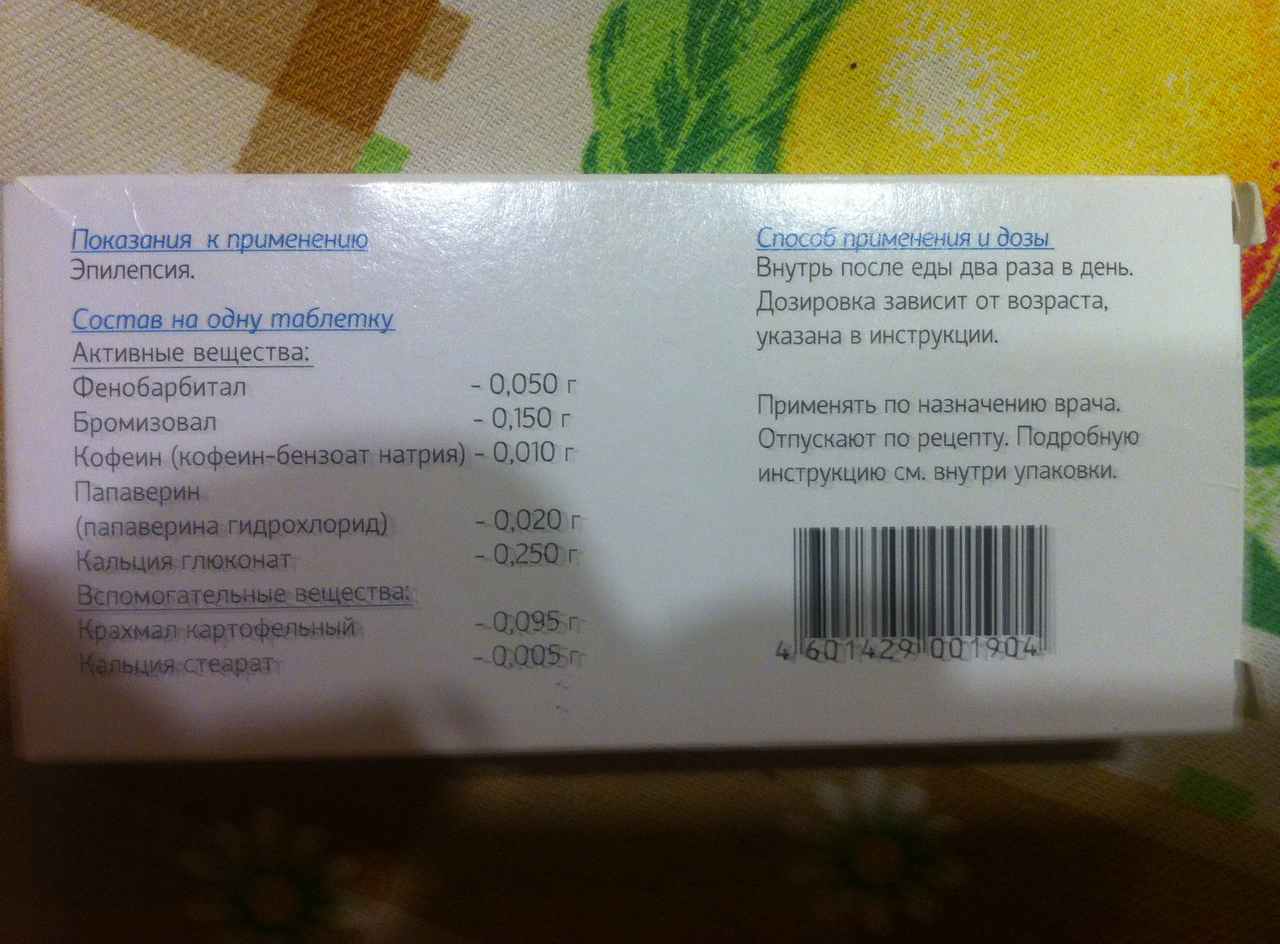 Показания к применению
Эпилепсия.
Состав на одну таблетку
Активные вещества:
Фенобарбитал - 0,050 г
Бромизовал - 0,150 г
Кофеин (кофеин-бензоат натрия) - 0,010 г
Папаверин
(папаверина гидрохлорид) - 0,020 г
Кальция глюконат - 0,250 г
Вспомогательные вещества:
Крахмал картофельный - 0,095 г
Кальция стеарат - 0,005 г
Способ применения и дозы
Внутрь после еды два раза в день.
Дозировка зависит от возраста,
указана в инструкции.
Применять по назначению врача.
Отпускают по рецепту. Подробную
инструкцию см. внутри упаковки.
4 601429 001904